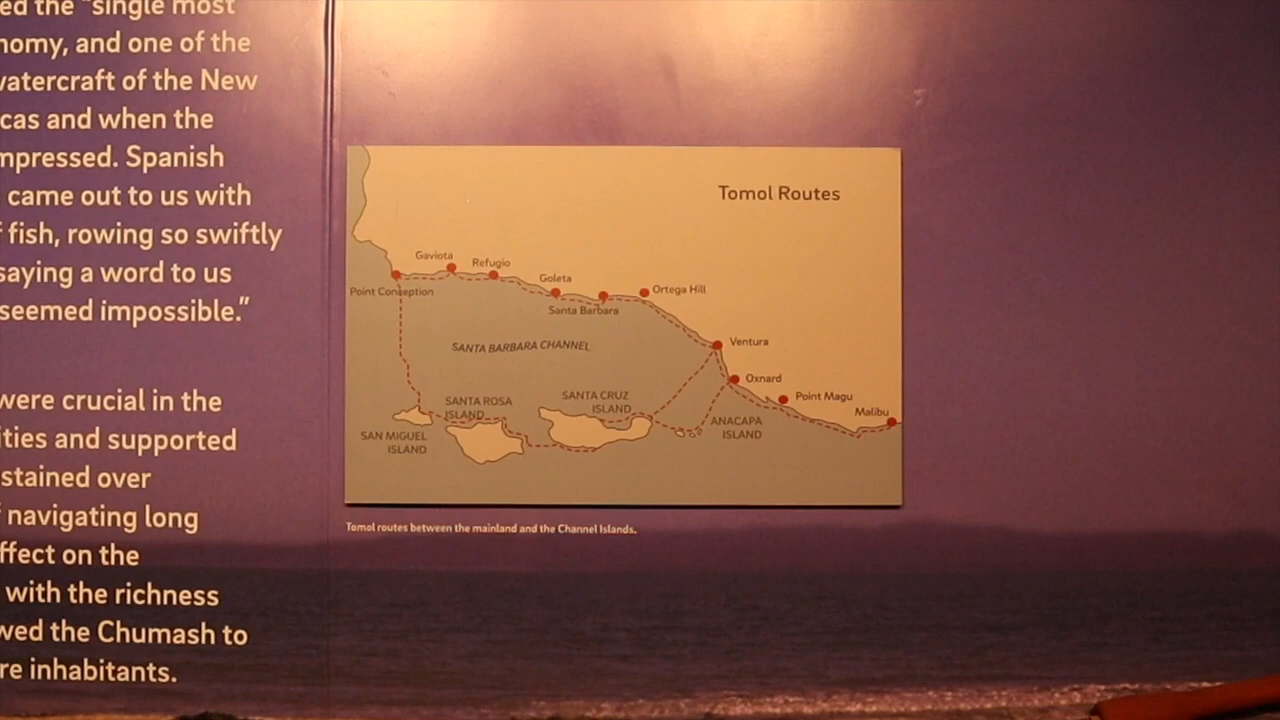 ed the "single most
nomy, and one of the
watercraft of the New
cas and when the
mpressed. Spanish
came out to us with
f fish, rowing so swiftly
saying a word to us
seemed impossible."
were crucial in the
ities and supported
stained over
f navigating long
ffect on the
with the richness
wed the Chumash to
re inhabitants.
Tomol Routes
Gaviota
Refugio
Point Conception
Goleta
Santa Barbara
Ortega Hill
SANTA BARBARA CHANNEL
Ventura
Oxnard
Point Magu
Malibu
SAN MIGUEL
ISLAND
SANTA ROSA
ISLAND
SANTA CRUZ
ISLAND
ANACAPA
ISLAND
Tomol routes between the mainland and the Channel Islands.